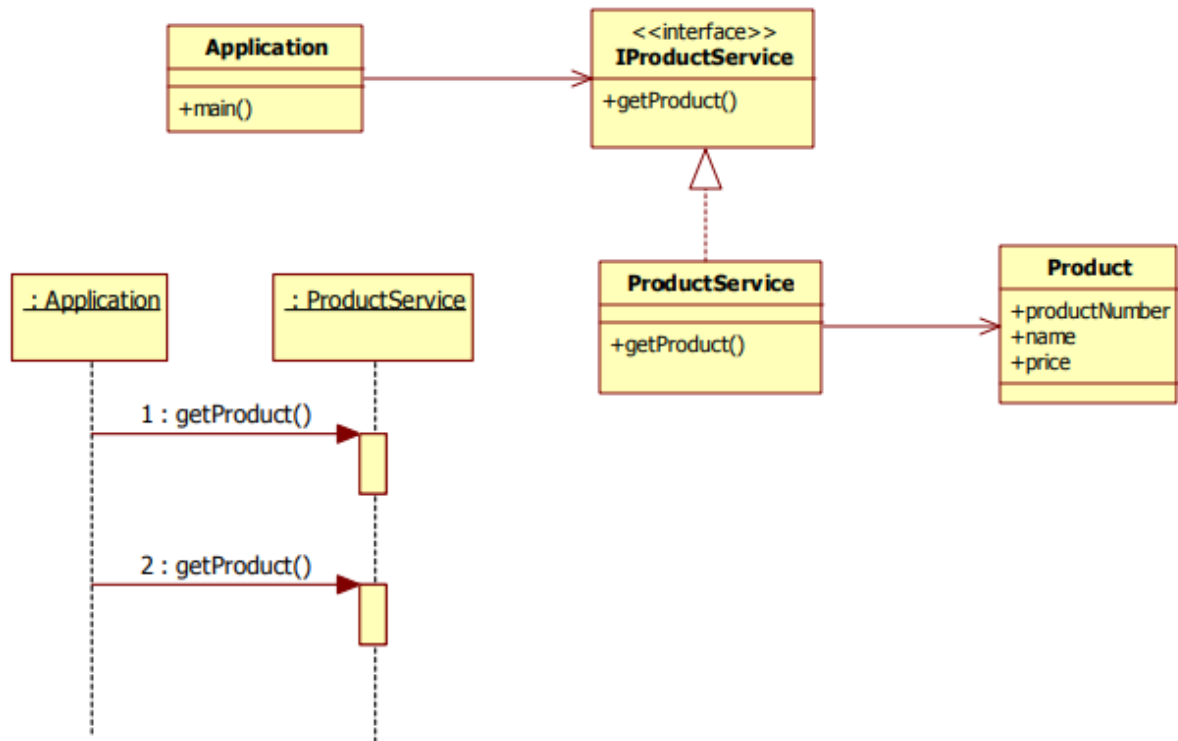 Application
+main()
<<interface>>
IProductService
+getProduct()
ProductService
+getProduct()
Product
+productNumber
+name
+price
: Application
: ProductService
1 : getProduct()
2 : getProduct()